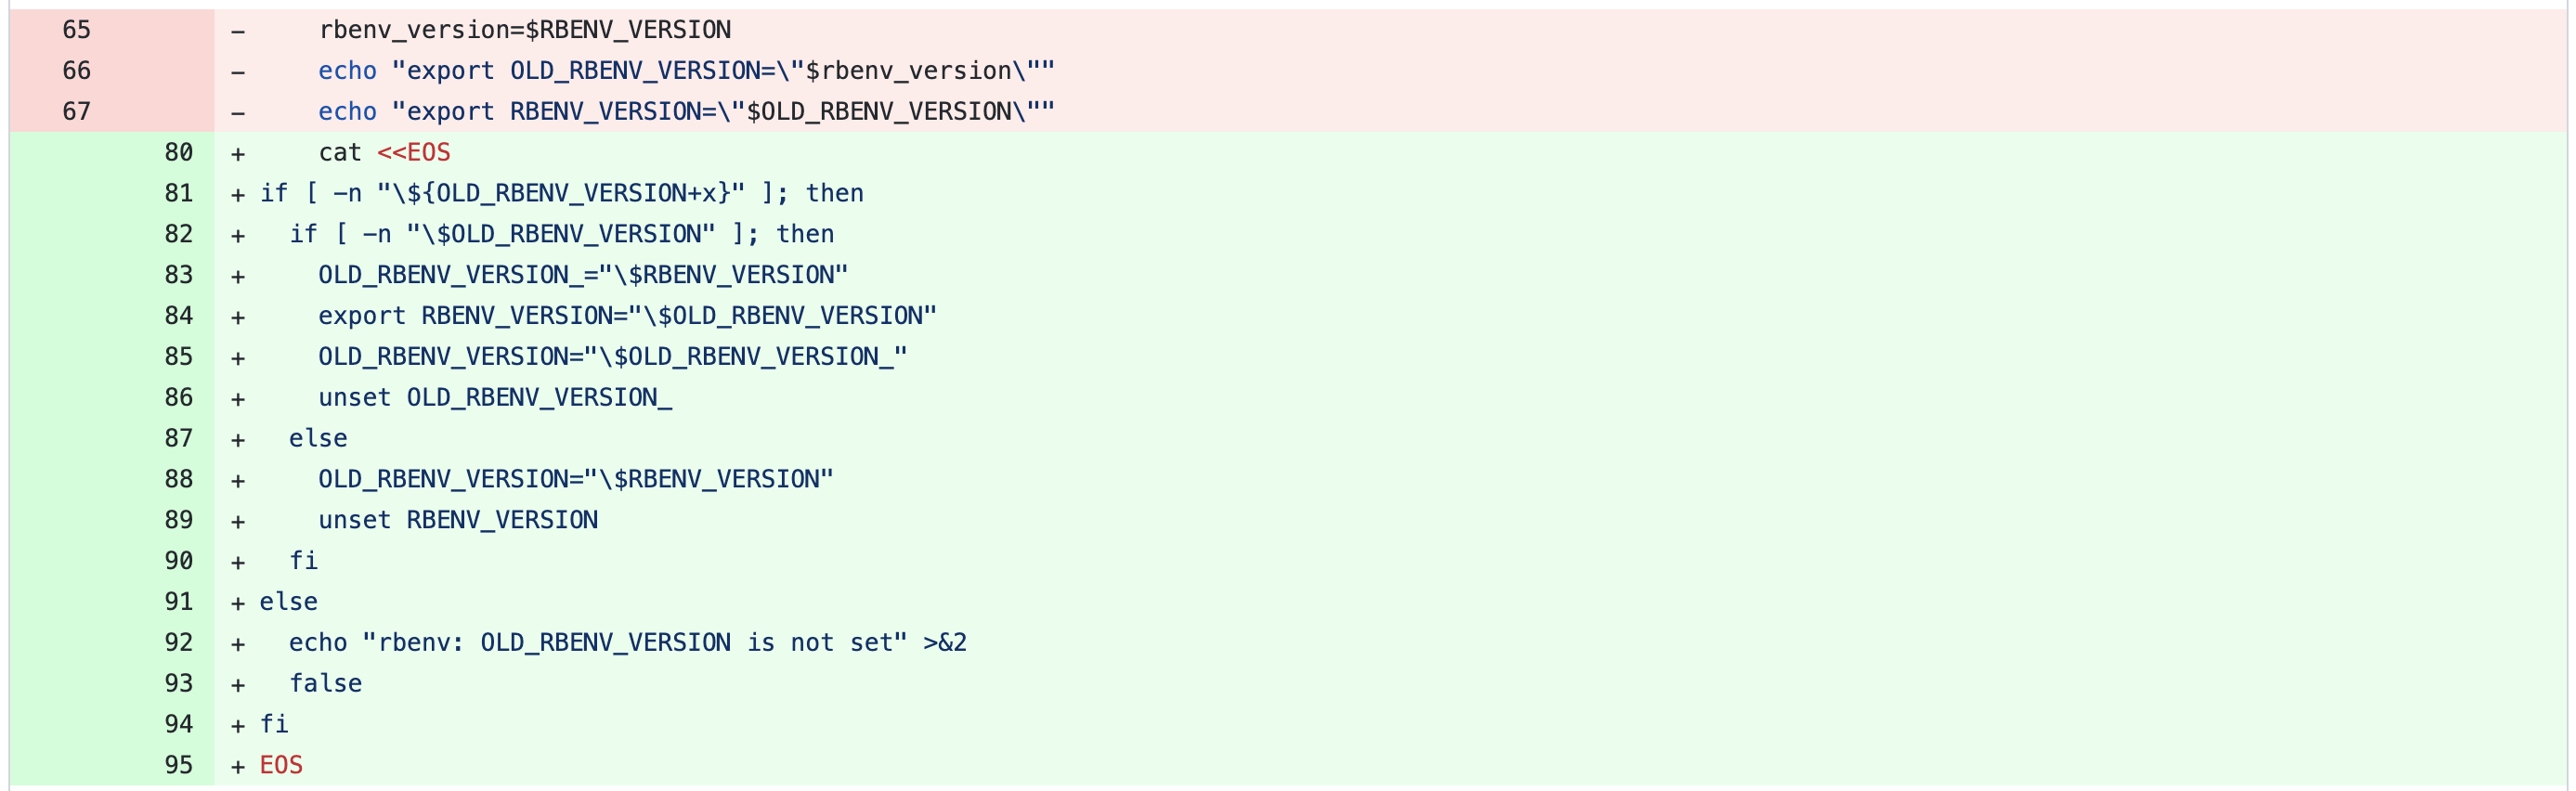 65 -     rbenv_version=$RBENV_VERSION
66 -     echo "export OLD_RBENV_VERSION=\"$rbenv_version\""
67 -     echo "export RBENV_VERSION=\"$OLD_RBENV_VERSION\""
80 +     cat <<EOS
81 + if [ -n "\${OLD_RBENV_VERSION+x}" ]; then
82 +   if [ -n "\$OLD_RBENV_VERSION" ]; then
83 +     OLD_RBENV_VERSION_="\$RBENV_VERSION"
84 +     export RBENV_VERSION="\$OLD_RBENV_VERSION"
85 +     OLD_RBENV_VERSION="\$OLD_RBENV_VERSION_"
86 +     unset OLD_RBENV_VERSION_
87 +   else
88 +     OLD_RBENV_VERSION="\$RBENV_VERSION"
89 +     unset RBENV_VERSION
90 +   fi
91 + else
92 +   echo "rbenv: OLD_RBENV_VERSION is not set" >&2
93 +   false
94 + fi
95 + EOS